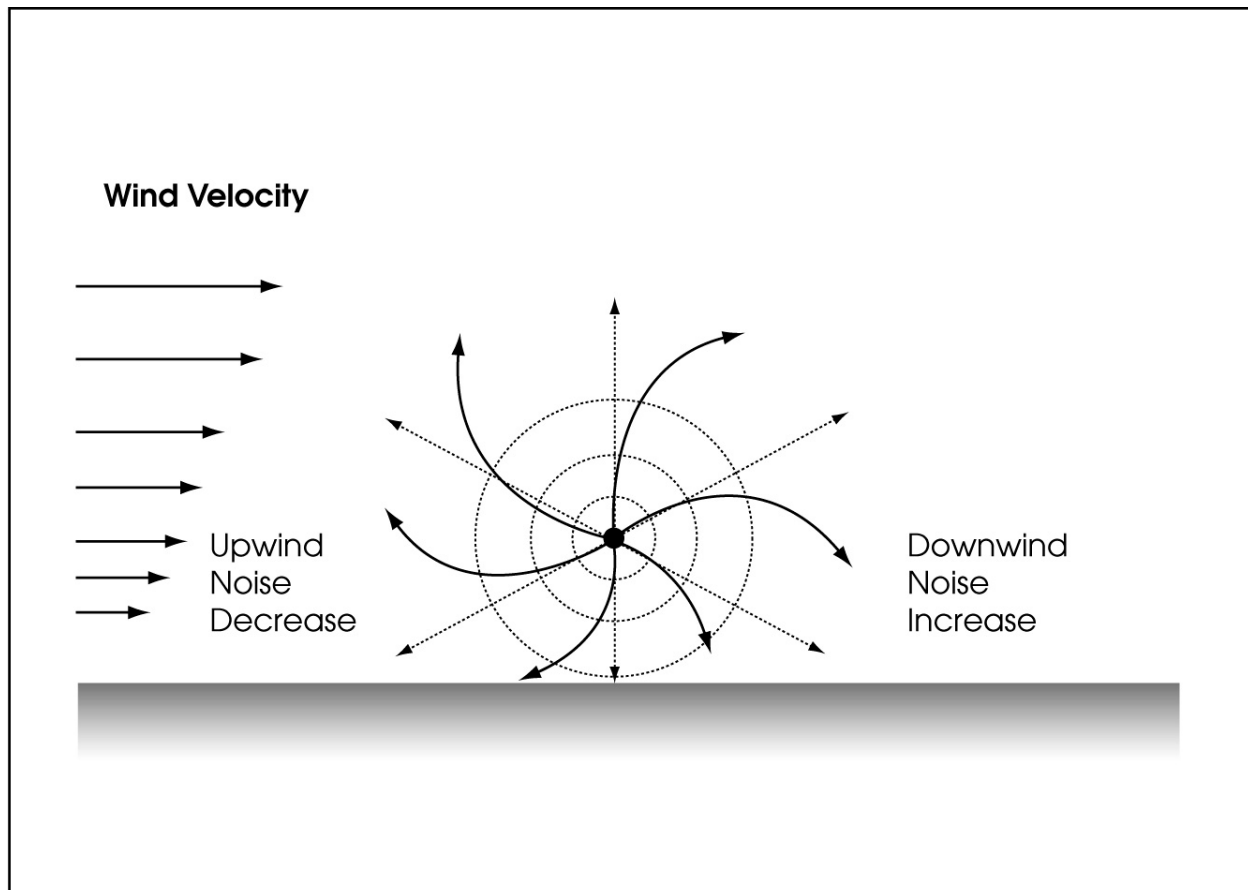 Wind Velocity
Upwind
Noise
Decrease
Downwind
Noise
Increase